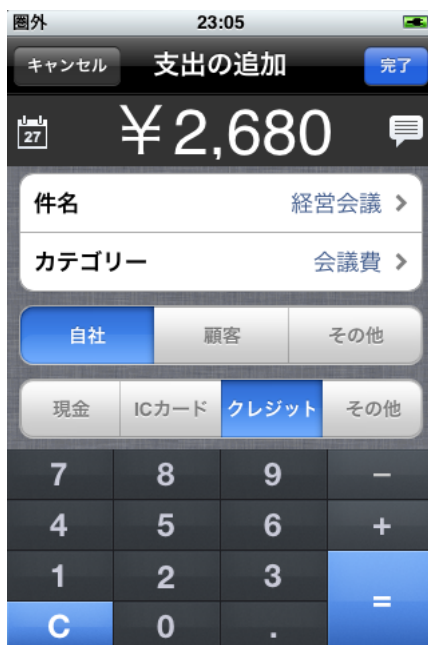 圏外 23:05
キャンセル 支出の追加 完了
27 ¥2,680
件名 経営会議
カテゴリー 会議費
自社 顧客 その他
現金 ICカード クレジット その他
7 8 9 −
4 5 6 +
1 2 3
=
C 0 .